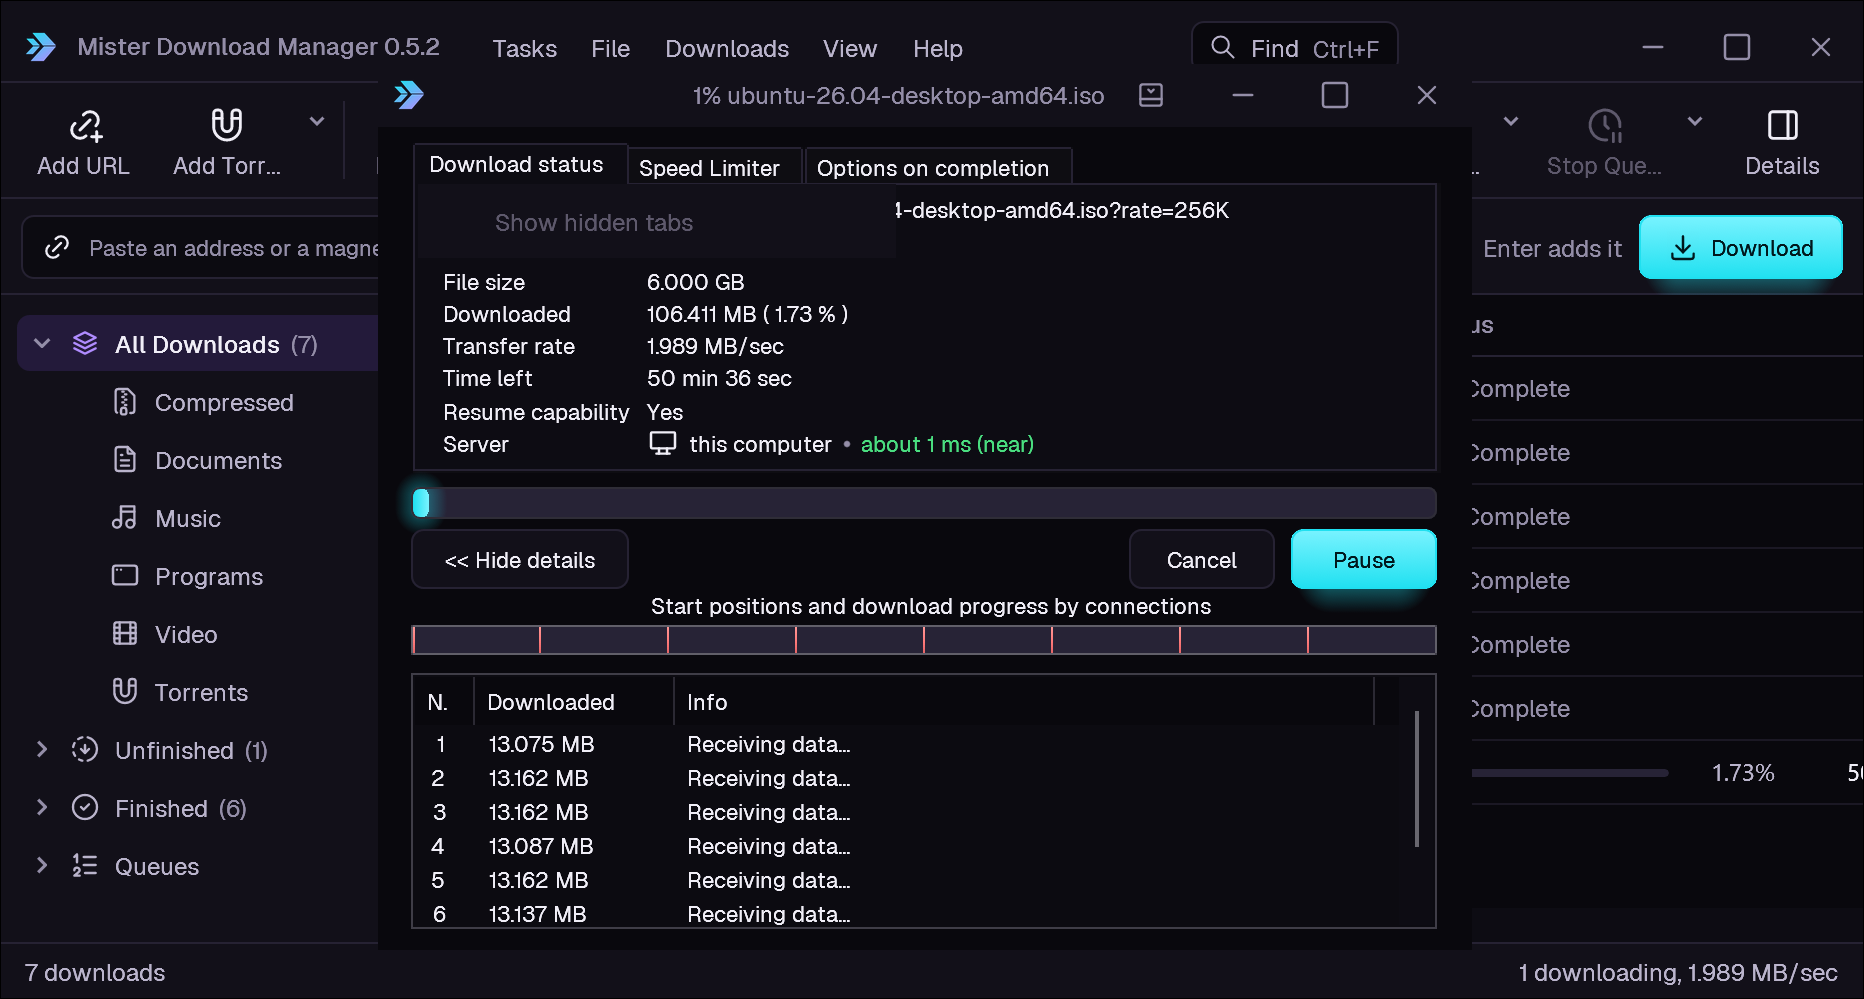 Mister Download Manager 0.5.2
Tasks File Downloads View Help
Find Ctrl+F
1% ubuntu-26.04-desktop-amd64.iso
Add URL
Add Torr...
Stop Que...
Details
Download status
Speed Limiter
Options on completion
Show hidden tabs
4-desktop-amd64.iso?rate=256K
Paste an address or a magne
Enter adds it
Download
File size 6.000 GB
Downloaded 106.411 MB ( 1.73 % )
Transfer rate 1.989 MB/sec
Time left 50 min 36 sec
Resume capability Yes
Server this computer • about 1 ms (near)
All Downloads (7)
Compressed
Documents
Music
Programs
Video
Torrents
Unfinished (1)
Finished (6)
Queues
us
Complete
Complete
Complete
Complete
Complete
Complete
1.73%
<< Hide details
Cancel
Pause
Start positions and download progress by connections
N. Downloaded Info
1 13.075 MB Receiving data...
2 13.162 MB Receiving data...
3 13.162 MB Receiving data...
4 13.087 MB Receiving data...
5 13.162 MB Receiving data...
6 13.137 MB Receiving data...
7 downloads
1 downloading, 1.989 MB/sec